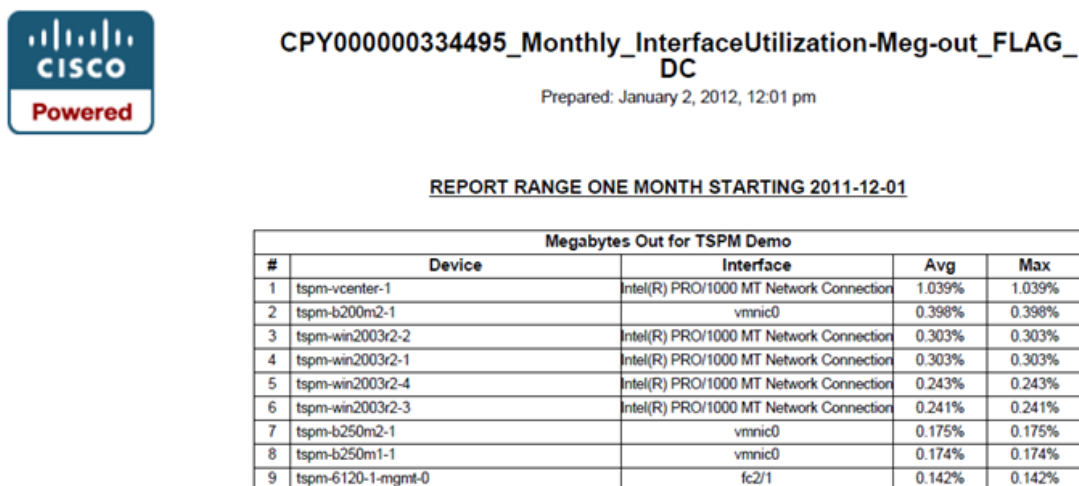 CISCO
Powered
CPY000000334495_Monthly_InterfaceUtilization-Meg-out_FLAG_
DC
Prepared: January 2, 2012, 12:01 pm
REPORT RANGE ONE MONTH STARTING 2011-12-01
Megabytes Out for TSPM Demo
# Device Interface Avg Max
1 tspm-vcenter-1 Intel(R) PRO/1000 MT Network Connection 1.039% 1.039%
2 tspm-b200m2-1 vmnic0 0.398% 0.398%
3 tspm-win2003r2-2 Intel(R) PRO/1000 MT Network Connection 0.303% 0.303%
4 tspm-win2003r2-1 Intel(R) PRO/1000 MT Network Connection 0.303% 0.303%
5 tspm-win2003r2-4 Intel(R) PRO/1000 MT Network Connection 0.243% 0.243%
6 tspm-win2003r2-3 Intel(R) PRO/1000 MT Network Connection 0.241% 0.241%
7 tspm-b250m2-1 vmnic0 0.175% 0.175%
8 tspm-b250m1-1 vmnic0 0.174% 0.174%
9 tspm-6120-1-mgmt-0 fc2/1 0.142% 0.142%